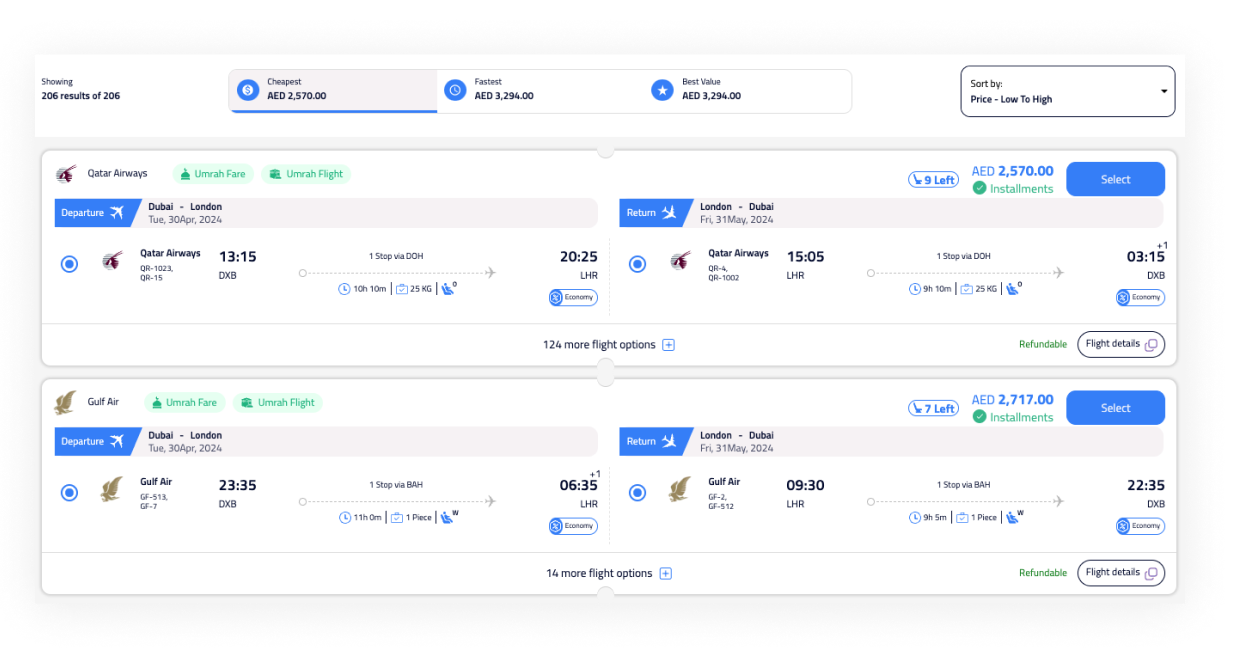 Showing
206 results of 206
Cheapest
AED 2,570.00
Fastest
AED 3,294.00
Best Value
AED 3,294.00
Sort by:
Price - Low To High
Qatar Airways Umrah Fare Umrah Flight
9 Left
AED 2,570.00
Installments
Select
Departure
Dubai - London
Tue, 30Apr, 2024
Return
London - Dubai
Fri, 31May, 2024
Qatar Airways
QR-1023,
QR-15
13:15
DXB
1 Stop via DOH
10h 10m 25 KG O
20:25
LHR
Economy
Qatar Airways
QR-4,
QR-1002
15:05
LHR
1 Stop via DOH
9h 10m 25 KG O
+1
03:15
DXB
Economy
124 more flight options
Refundable
Flight details
Gulf Air Umrah Fare Umrah Flight
7 Left
AED 2,717.00
Installments
Select
Departure
Dubai - London
Tue, 30Apr, 2024
Return
London - Dubai
Fri, 31May, 2024
Gulf Air
GF-513,
GF-7
23:35
DXB
1 Stop via BAH
11h 0m 1 Piece W
+1
06:35
LHR
Economy
Gulf Air
GF-2,
GF-512
09:30
LHR
1 Stop via BAH
9h 5m 1 Piece W
22:35
DXB
Economy
14 more flight options
Refundable
Flight details